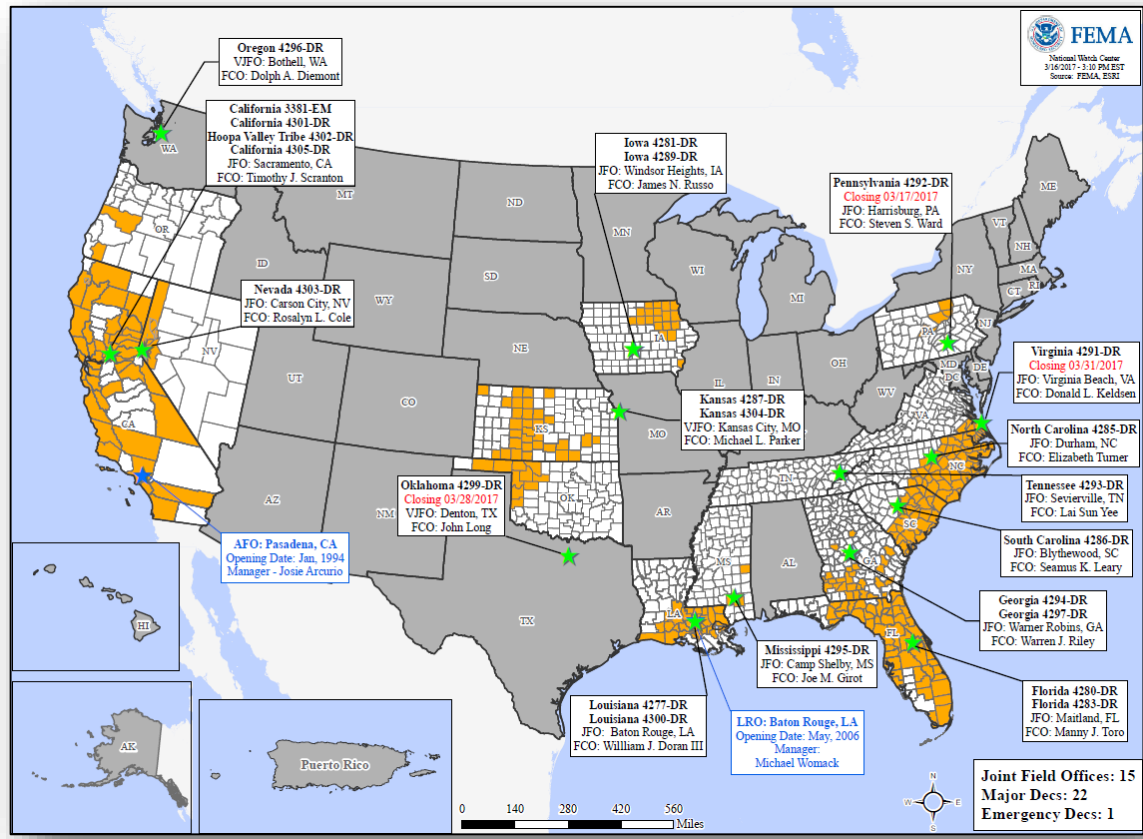 FEMA
National Watch Center
3/16/2017 - 3:10 PM EST
Source: FEMA, ESRI
Oregon 4296-DR
VJFO: Bothell, WA
FCO: Dolph A. Diemont
California 3381-EM
California 4301-DR
Hoopa Valley Tribe 4302-DR
California 4305-DR
JFO: Sacramento, CA
FCO: Timothy J. Scranton
Iowa 4281-DR
Iowa 4289-DR
JFO: Windsor Heights, IA
FCO: James N. Russo
Pennsylvania 4292-DR
Closing 03/17/2017
JFO: Harrisburg, PA
FCO: Steven S. Ward
Nevada 4303-DR
JFO: Carson City, NV
FCO: Rosalyn L. Cole
Virginia 4291-DR
Closing 03/31/2017
JFO: Virginia Beach, VA
FCO: Donald L. Keldsen
Kansas 4287-DR
Kansas 4304-DR
VJFO: Kansas City, MO
FCO: Michael L. Parker
North Carolina 4285-DR
JFO: Durham, NC
FCO: Elizabeth Turner
Oklahoma 4299-DR
Closing 03/28/2017
VJFO: Denton, TX
FCO: John Long
Tennessee 4293-DR
JFO: Sevierville, TN
FCO: Lai Sun Yee
South Carolina 4286-DR
JFO: Blythewood, SC
FCO: Seamus K. Leary
AFO: Pasadena, CA
Opening Date: Jan, 1994
Manager - Josie Arcurio
Georgia 4294-DR
Georgia 4297-DR
JFO: Warner Robins, GA
FCO: Warren J. Riley
Mississippi 4295-DR
JFO: Camp Shelby, MS
FCO: Joe M. Girot
Florida 4280-DR
Florida 4283-DR
JFO: Maitland, FL
FCO: Manny J. Toro
Louisiana 4277-DR
Louisiana 4300-DR
JFO: Baton Rouge, LA
FCO: Willliam J. Doran III
LRO: Baton Rouge, LA
Opening Date: May, 2006
Manager:
Michael Womack
WA
OR
CA
NV
ID
MT
WY
UT
AZ
CO
NM
ND
SD
NE
KS
OK
TX
MN
IA
MO
AR
LA
WI
IL
IN
MI
OH
TN
MS
AL
GA
FL
SC
NC
VA
WV
PA
NY
MD
DC
DE
NJ
CT
RI
MA
NH
VT
ME
HI
AK
Puerto Rico
0 140 280 420 560
Miles
N
W E
S
Joint Field Offices: 15
Major Decs: 22
Emergency Decs: 1